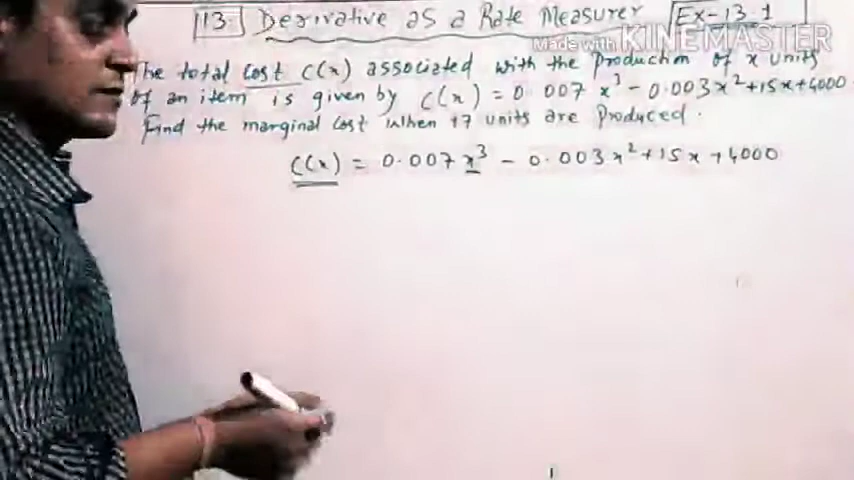 13. Derivative as a Rate Measurer Ex-13.1
Made with KINEMASTER
The total cost C(x) associated with the Production of x units
of an item is given by C(x) = 0.007 x³ - 0.003x² + 15x + 4000
Find the marginal Cost When 17 units are Produced.
C(x) = 0.007x³ - 0.003x² + 15x + 4000